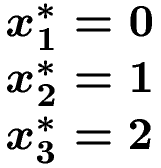 x₁* = 0
x₂* = 1
x₃* = 2